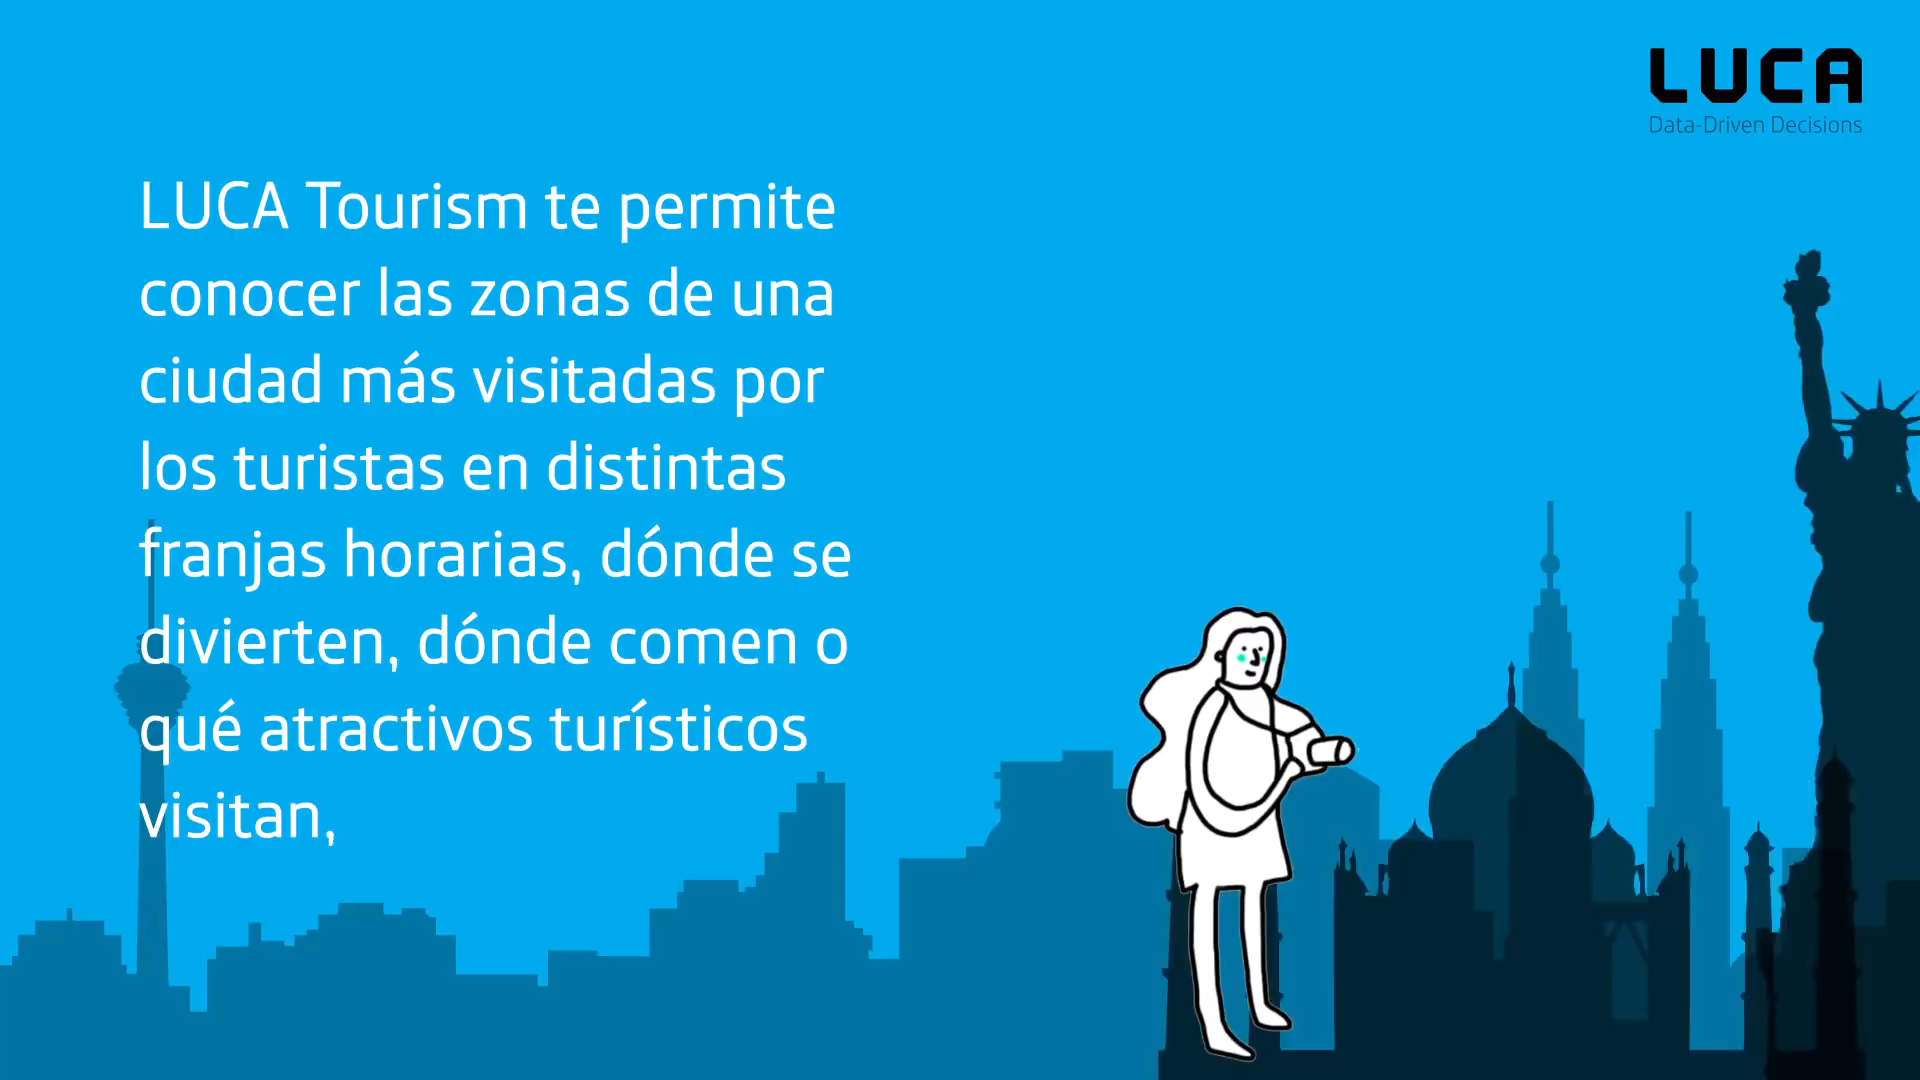 LUCA
Data-Driven Decisions
LUCA Tourism te permite
conocer las zonas de una
ciudad más visitadas por
los turistas en distintas
franjas horarias, dónde se
divierten, dónde comen o
qué atractivos turísticos
visitan,